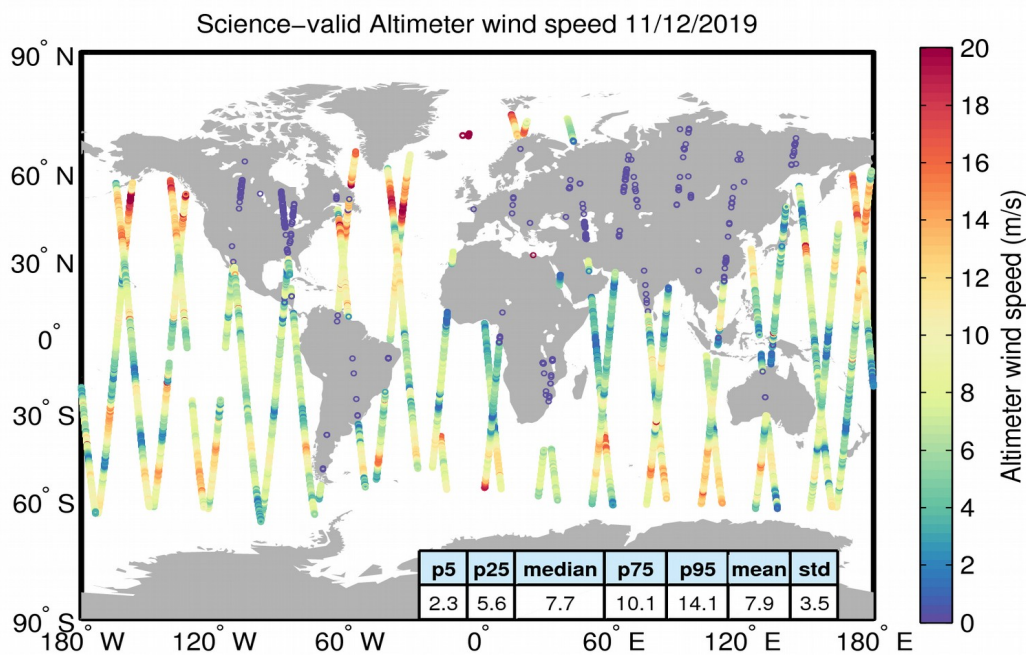 Science−valid Altimeter wind speed 11/12/2019
90° N
60° N
30° N
0°
30° S
60° S
90° S
180° W
120° W
60° W
0°
60° E
120° E
180° E
p5 p25 median p75 p95 mean std
2.3 5.6 7.7 10.1 14.1 7.9 3.5
20
18
16
14
12
10
8
6
4
2
0
Altimeter wind speed (m/s)